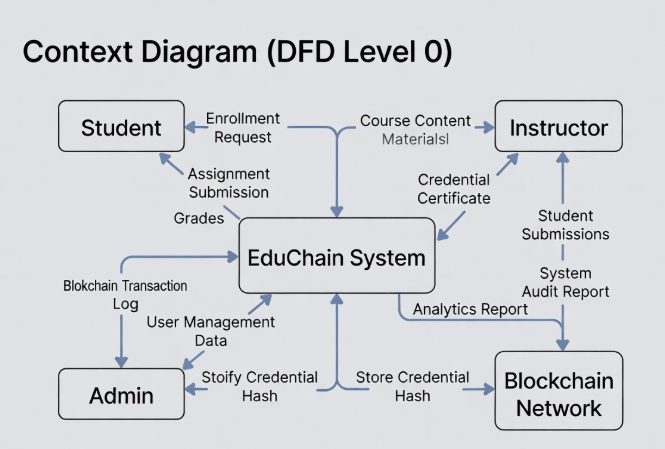 Context Diagram (DFD Level 0)
Student
Enrollment
Request
Course Content
Materialsl
Instructor
Assignment
Submission
Grades
Credential
Certificate
Student
Submissions
EduChain System
System
Audit Report
Blokchain Transaction
Log
User Management
Data
Analytics Report
Admin
Stoify Credential
Hash
Store Credential
Hash
Blockchain
Network